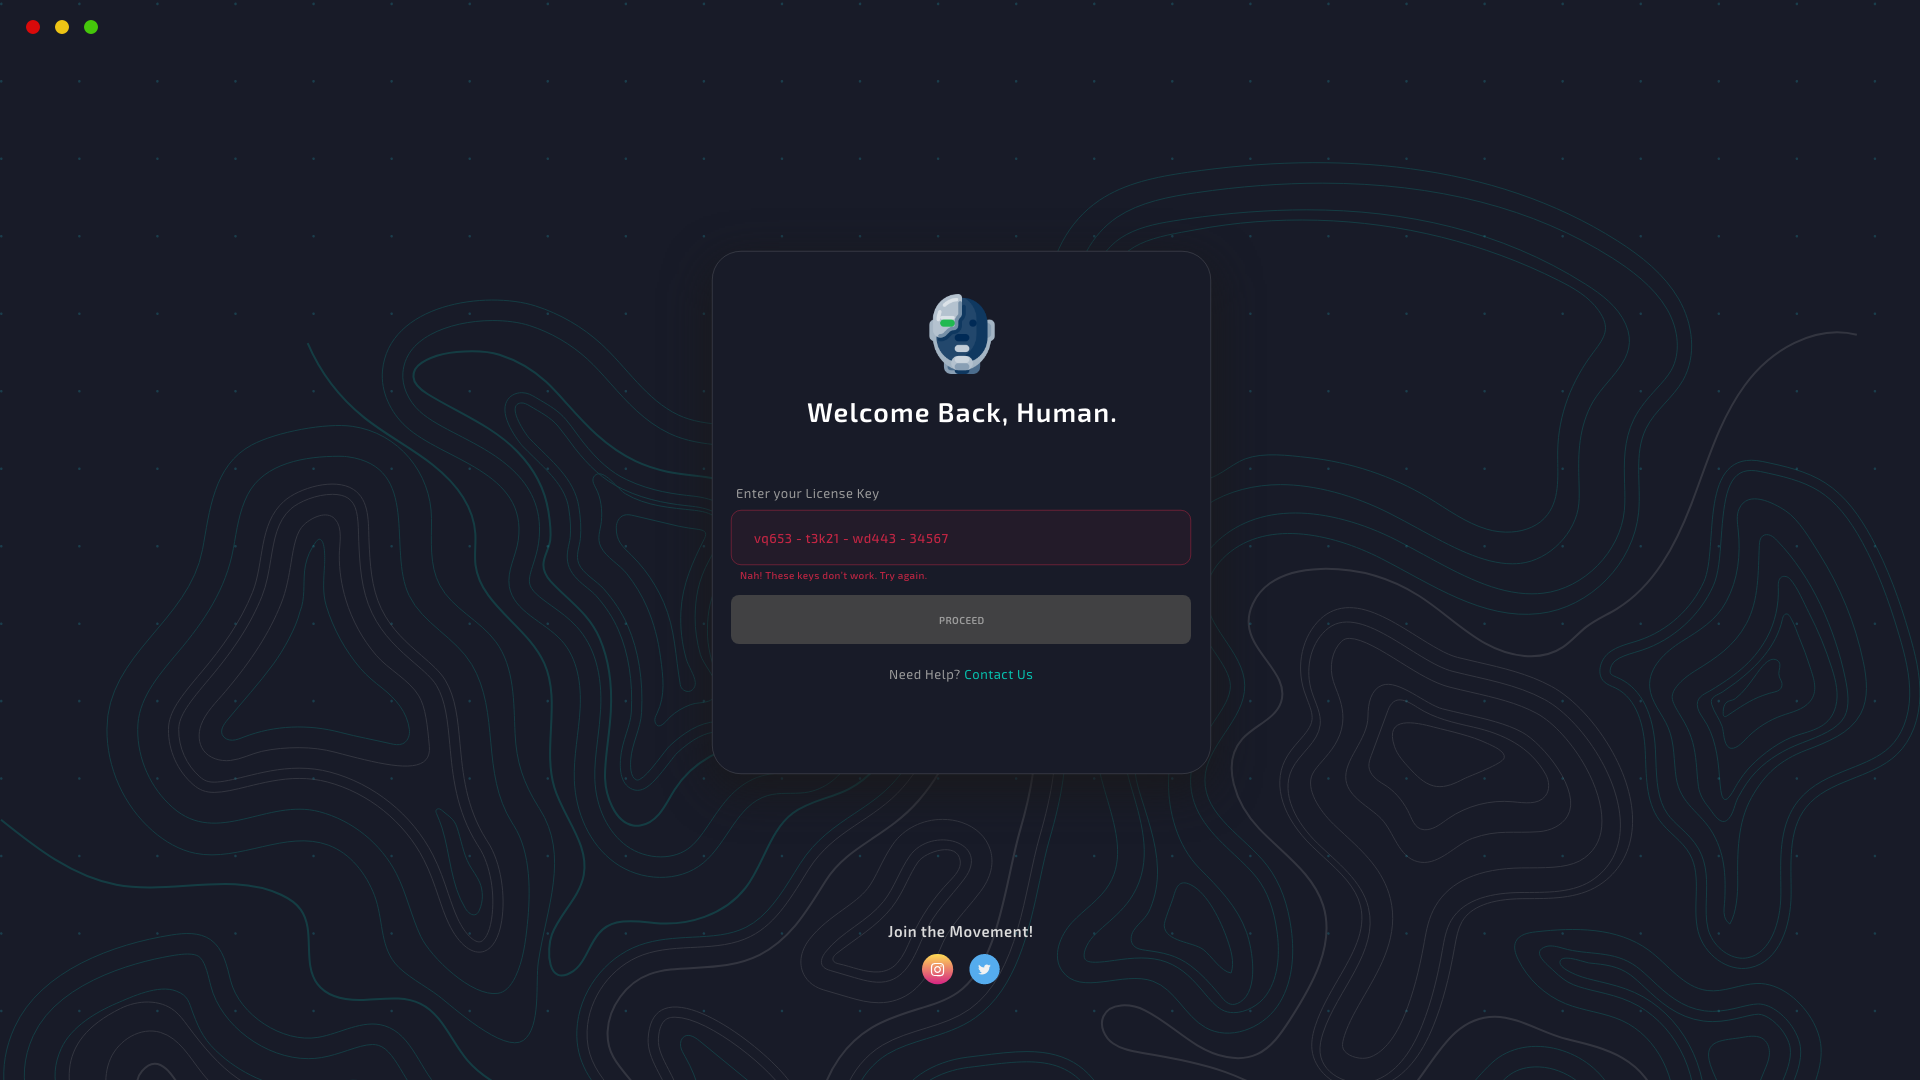 Welcome Back, Human.
Enter your License Key
vq653 - t3k21 - wd443 - 34567
Nah! These keys don't work. Try again.
PROCEED
Need Help? Contact Us
Join the Movement!